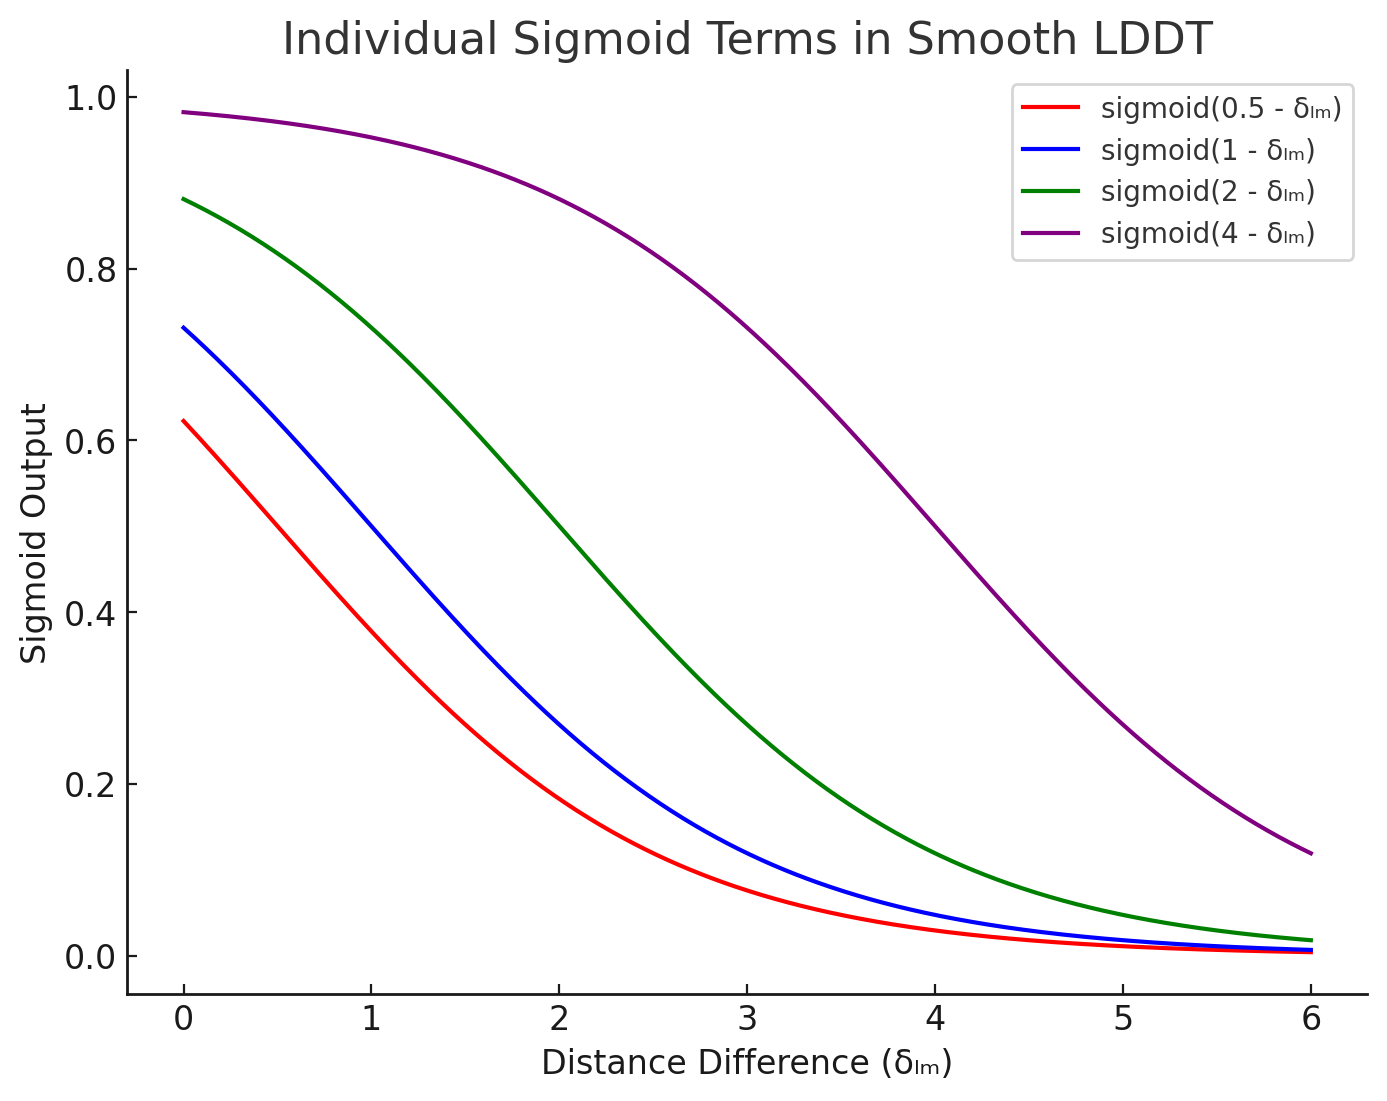 Individual Sigmoid Terms in Smooth LDDT
sigmoid(0.5 - δₗₘ)
sigmoid(1 - δₗₘ)
sigmoid(2 - δₗₘ)
sigmoid(4 - δₗₘ)
Sigmoid Output
1.0
0.8
0.6
0.4
0.2
0.0
0 1 2 3 4 5 6
Distance Difference (δₗₘ)